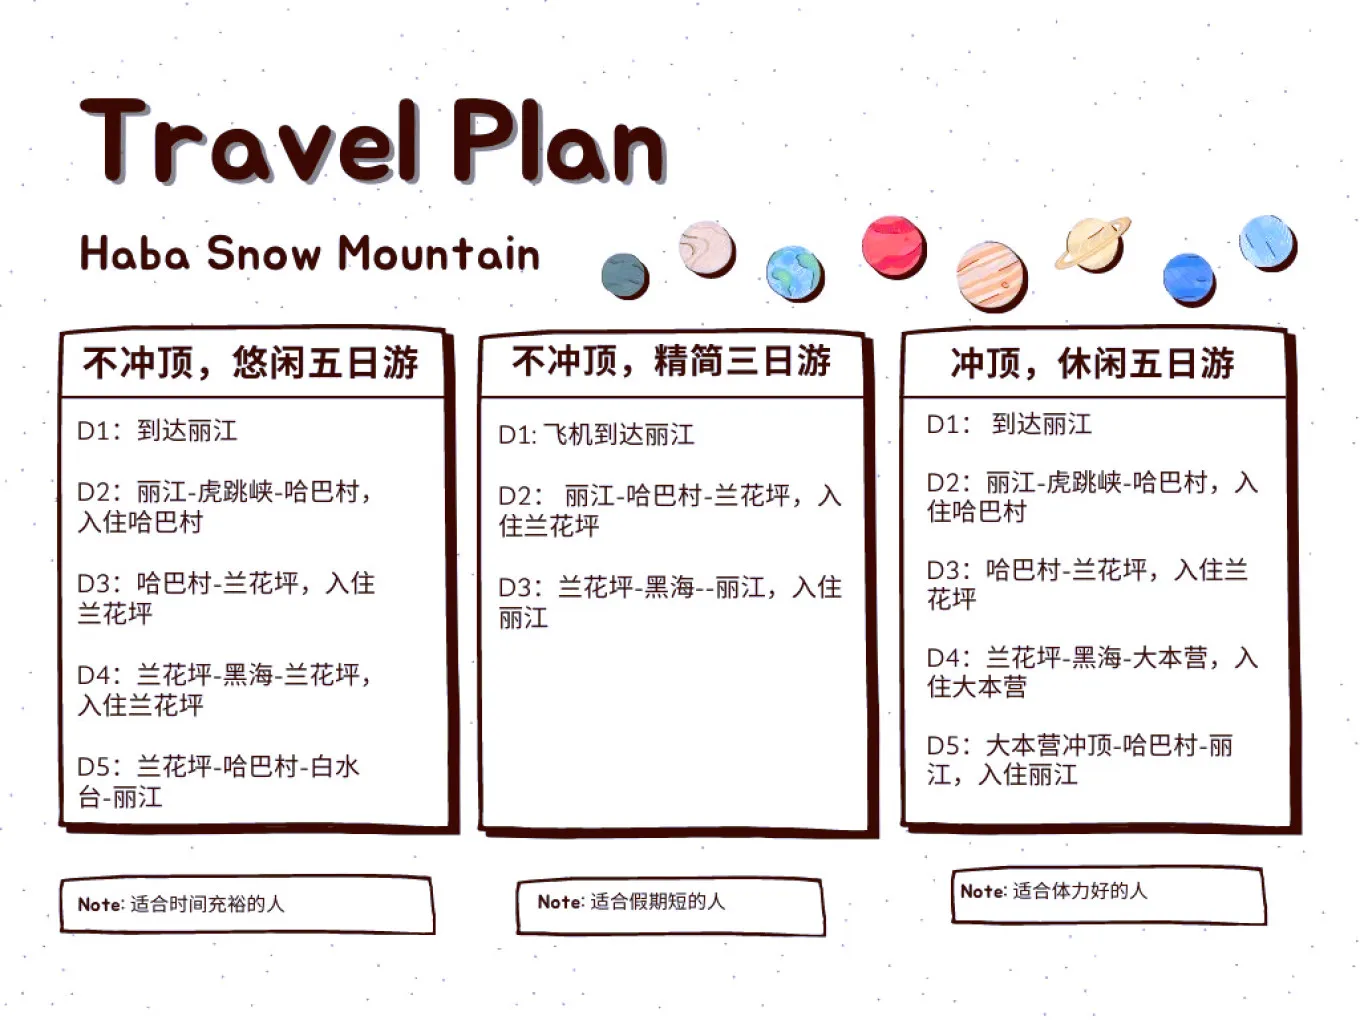 Travel Plan
Haba Snow Mountain
不冲顶，悠闲五日游
D1：到达丽江
D2：丽江-虎跳峡-哈巴村，
入住哈巴村
D3：哈巴村-兰花坪，入住
兰花坪
D4：兰花坪-黑海-兰花坪，
入住兰花坪
D5：兰花坪-哈巴村-白水
台-丽江
Note: 适合时间充裕的人
不冲顶，精简三日游
D1: 飞机到达丽江
D2： 丽江-哈巴村-兰花坪，入
住兰花坪
D3：兰花坪-黑海--丽江，入住
丽江
Note: 适合假期短的人
冲顶，休闲五日游
D1： 到达丽江
D2：丽江-虎跳峡-哈巴村，入
住哈巴村
D3：哈巴村-兰花坪，入住兰
花坪
D4：兰花坪-黑海-大本营，入
住大本营
D5：大本营冲顶-哈巴村-丽
江，入住丽江
Note: 适合体力好的人